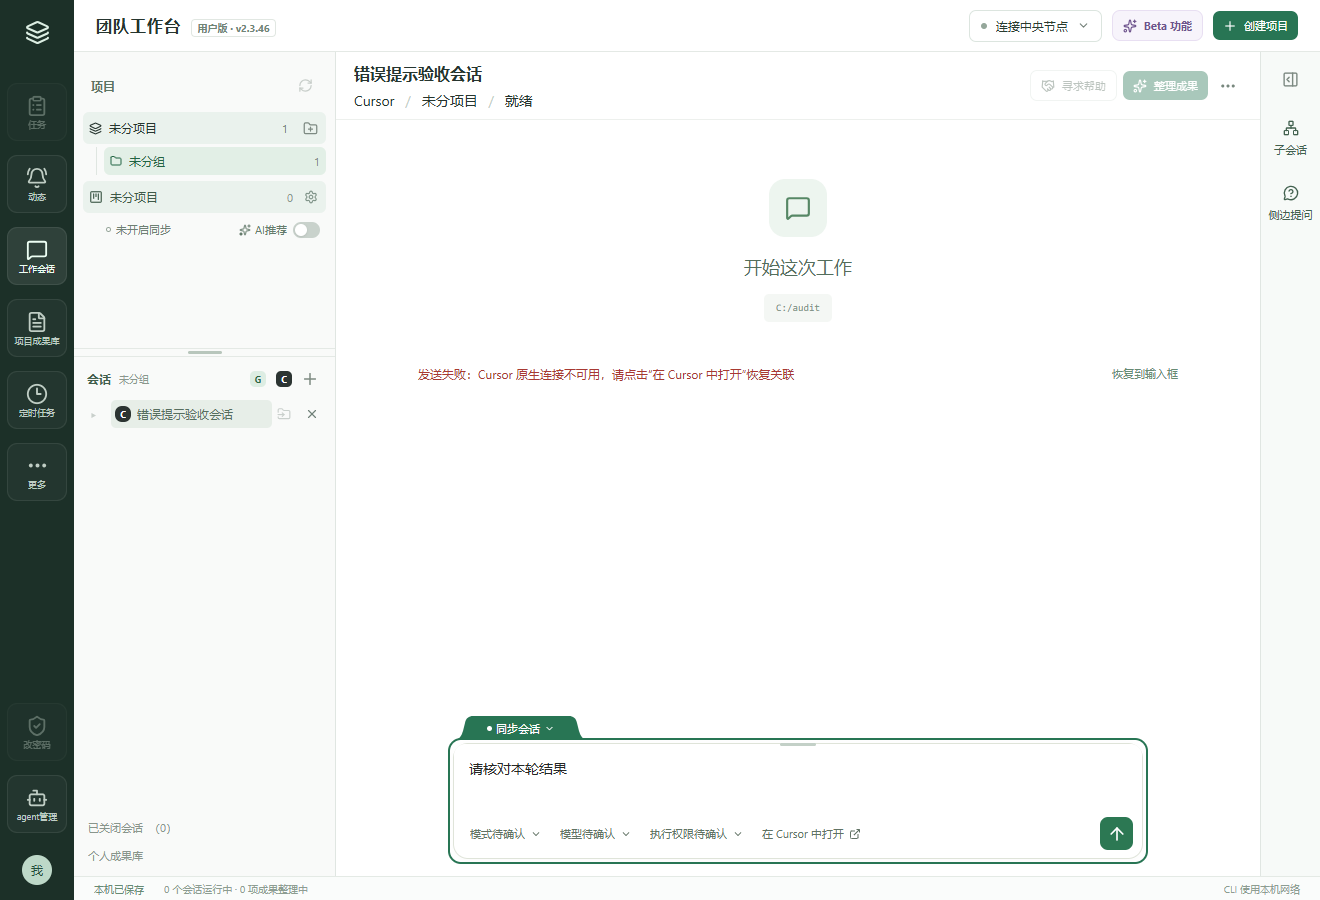 团队工作台 用户版 · v2.3.46
连接中央节点
Beta 功能
创建项目
任务
动态
工作会话
项目成果库
定时任务
更多
改密码
agent管理
我
项目
未分项目 1
未分组 1
未分项目 0
未开启同步 AI推荐
会话 未分组 G C
C 错误提示验收会话
已关闭会话 (0)
个人成果库
错误提示验收会话
Cursor / 未分项目 / 就绪
寻求帮助 整理成果
开始这次工作
C:/audit
发送失败：Cursor 原生连接不可用，请点击“在 Cursor 中打开”恢复关联 恢复到输入框
同步会话
请核对本轮结果
模式待确认 模型待确认 执行权限待确认 在 Cursor 中打开
子会话
侧边提问
本机已保存 0 个会话运行中 · 0 项成果整理中 CLI 使用本机网络